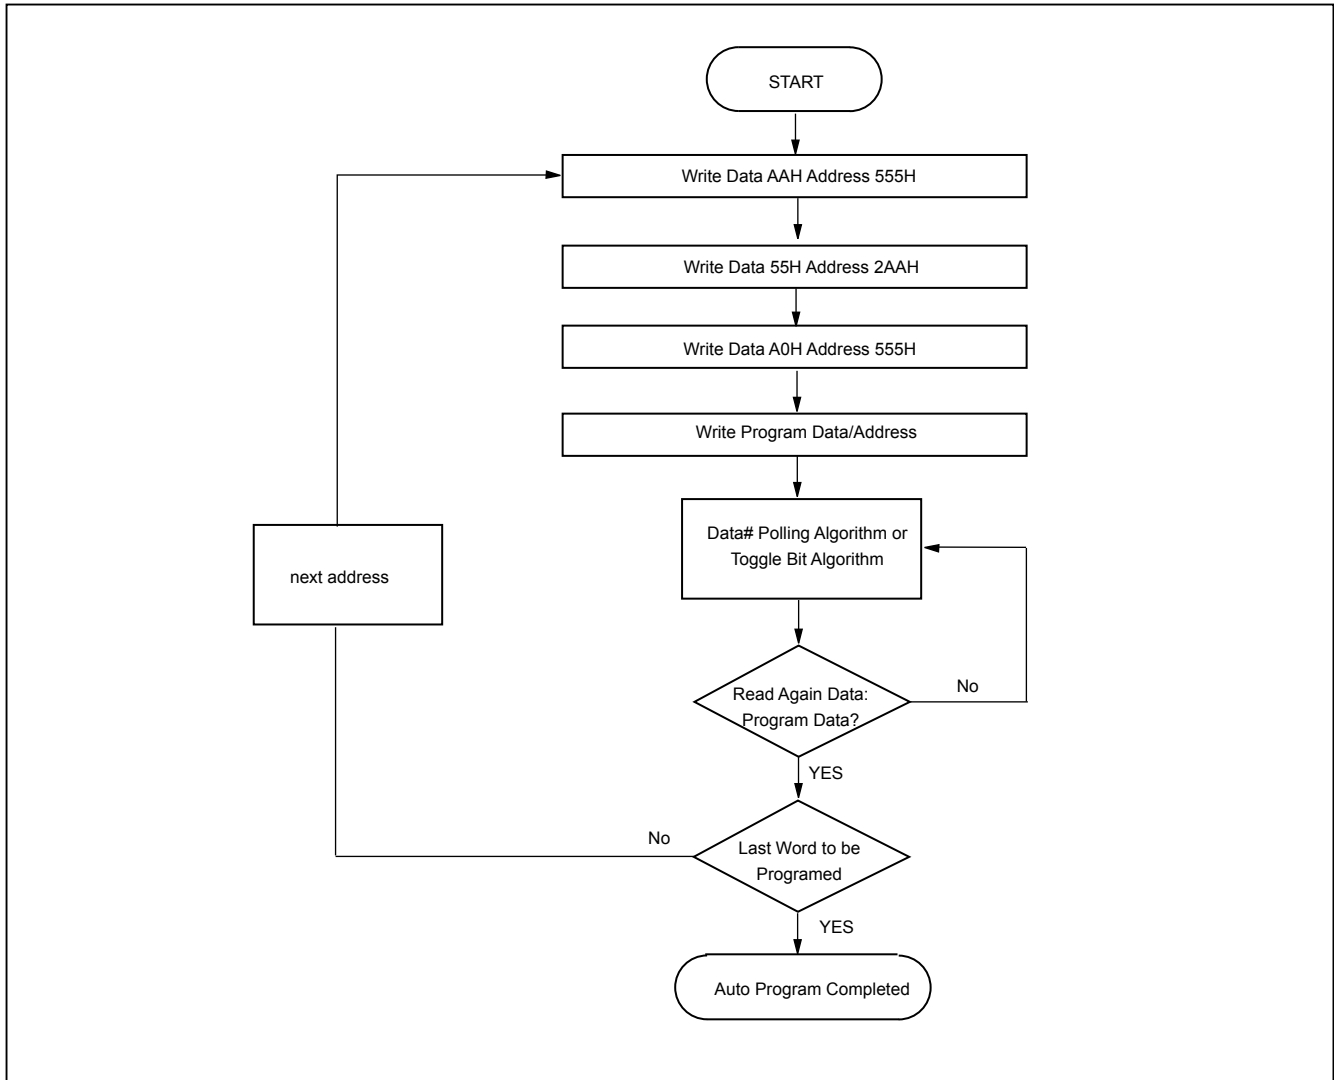 START
Write Data AAH Address 555H
Write Data 55H Address 2AAH
Write Data A0H Address 555H
Write Program Data/Address
Data# Polling Algorithm or
Toggle Bit Algorithm
next address
Read Again Data:
Program Data?
No
YES
No
Last Word to be
Programed
YES
Auto Program Completed